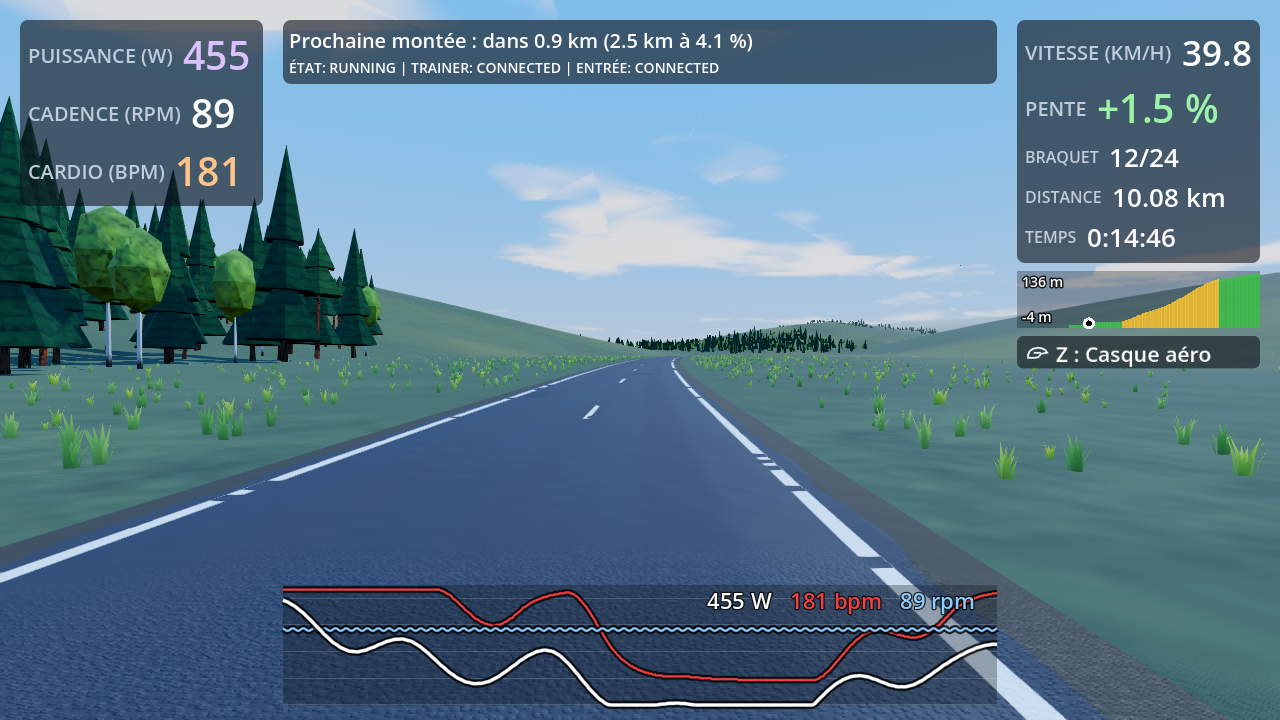 PUISSANCE (W) 455
CADENCE (RPM) 89
CARDIO (BPM) 181
Prochaine montée : dans 0.9 km (2.5 km à 4.1 %)
ÉTAT: RUNNING | TRAINER: CONNECTED | ENTRÉE: CONNECTED
VITESSE (KM/H) 39.8
PENTE +1.5 %
BRAQUET 12/24
DISTANCE 10.08 km
TEMPS 0:14:46
136 m
-4 m
Z : Casque aéro
455 W 181 bpm 89 rpm